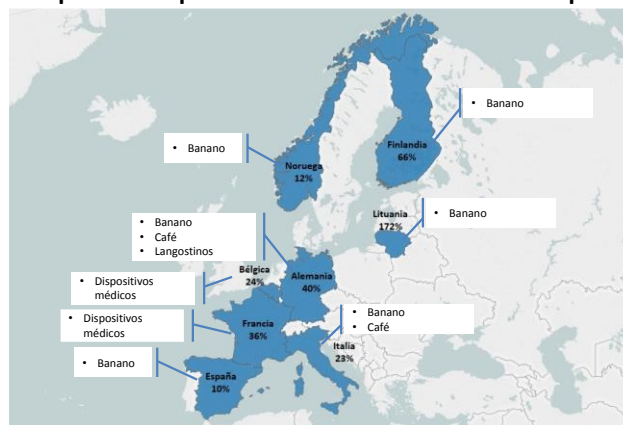 • Banano
Finlandia
66%
• Banano
Noruega
12%
Lituania
172%
• Banano
• Banano
• Café
• Langostinos
Bélgica
24%
Alemania
40%
• Dispositivos
médicos
• Dispositivos
médicos
Francia
36%
• Banano
• Café
Italia
23%
• Banano
España
10%